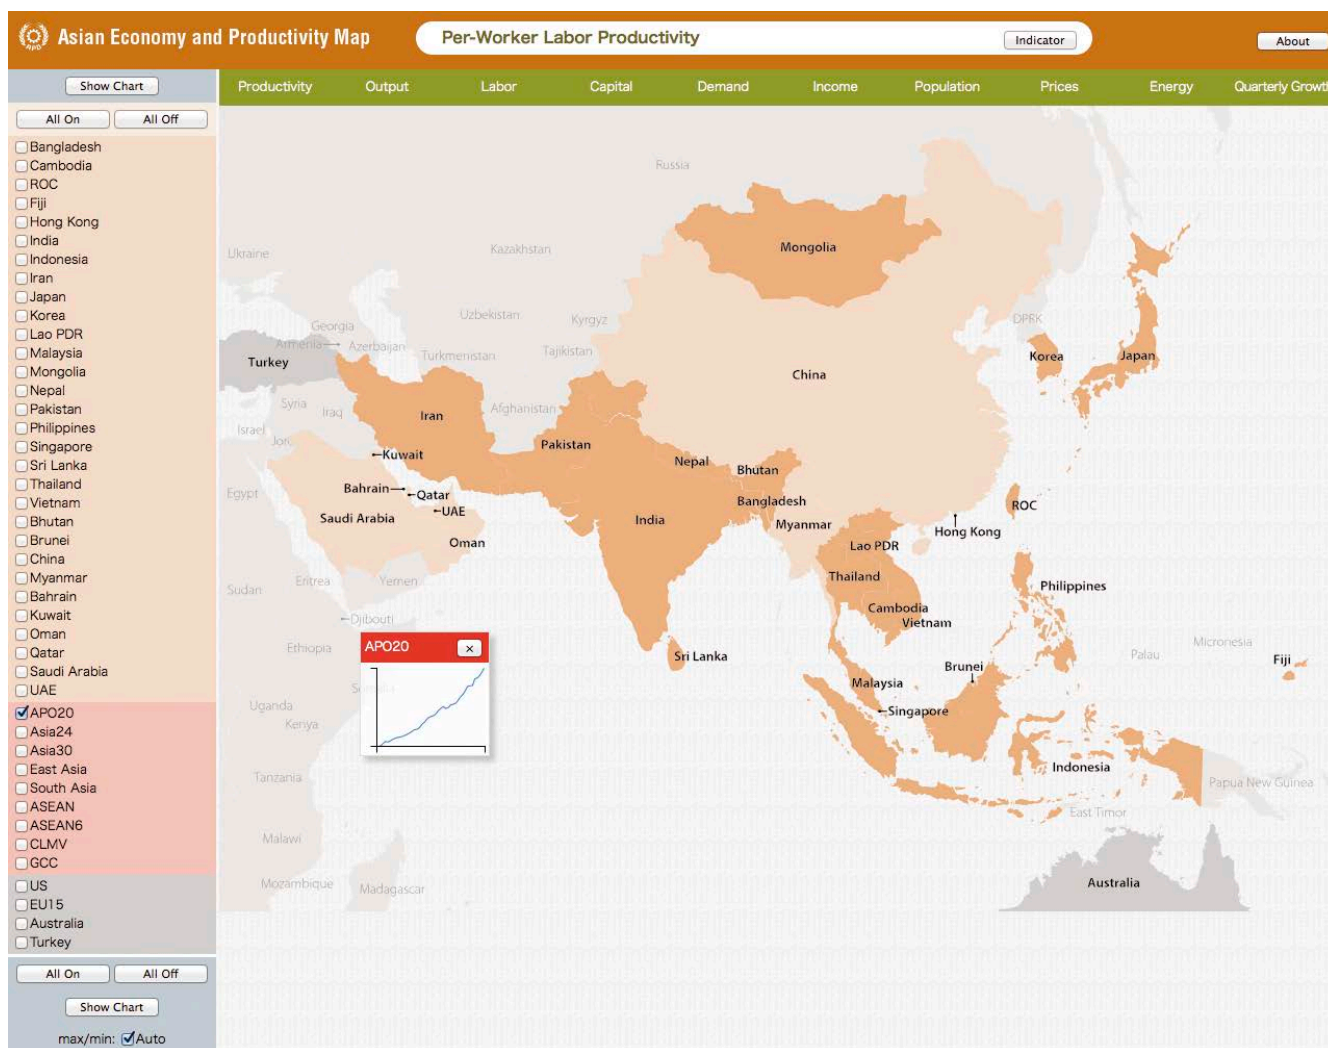 Asian Economy and Productivity Map
Per-Worker Labor Productivity
Indicator
About
Show Chart
Productivity
Output
Labor
Capital
Demand
Income
Population
Prices
Energy
Quarterly Growth
All On
All Off
Bangladesh
Cambodia
ROC
Fiji
Hong Kong
India
Indonesia
Iran
Japan
Korea
Lao PDR
Malaysia
Mongolia
Nepal
Pakistan
Philippines
Singapore
Sri Lanka
Thailand
Vietnam
Bhutan
Brunei
China
Myanmar
Bahrain
Kuwait
Oman
Qatar
Saudi Arabia
UAE
APO20
Asia24
Asia30
East Asia
South Asia
ASEAN
ASEAN6
CLMV
GCC
US
EU15
Australia
Turkey
All On
All Off
Show Chart
max/min: Auto
Russia
Ukraine
Kazakhstan
Mongolia
Uzbekistan
Kyrgyz
Georgia
Armenia
Azerbaijan
Turkmenistan
Tajikistan
DPRK
Turkey
Korea
Japan
China
Syria
Iraq
Iran
Afghanistan
Israel
Jord.
Pakistan
Kuwait
Nepal
Bhutan
Egypt
Bahrain
Qatar
Bangladesh
UAE
Saudi Arabia
India
Myanmar
ROC
Hong Kong
Oman
Lao PDR
Thailand
Eritrea
Yemen
Sudan
Philippines
Cambodia
Vietnam
Djibouti
Ethiopia
APO20
Sri Lanka
Brunei
Palau
Micronesia
Fiji
Malaysia
Singapore
Uganda
Kenya
Indonesia
Tanzania
Papua New Guinea
East Timor
Malawi
Mozambique
Madagascar
Australia